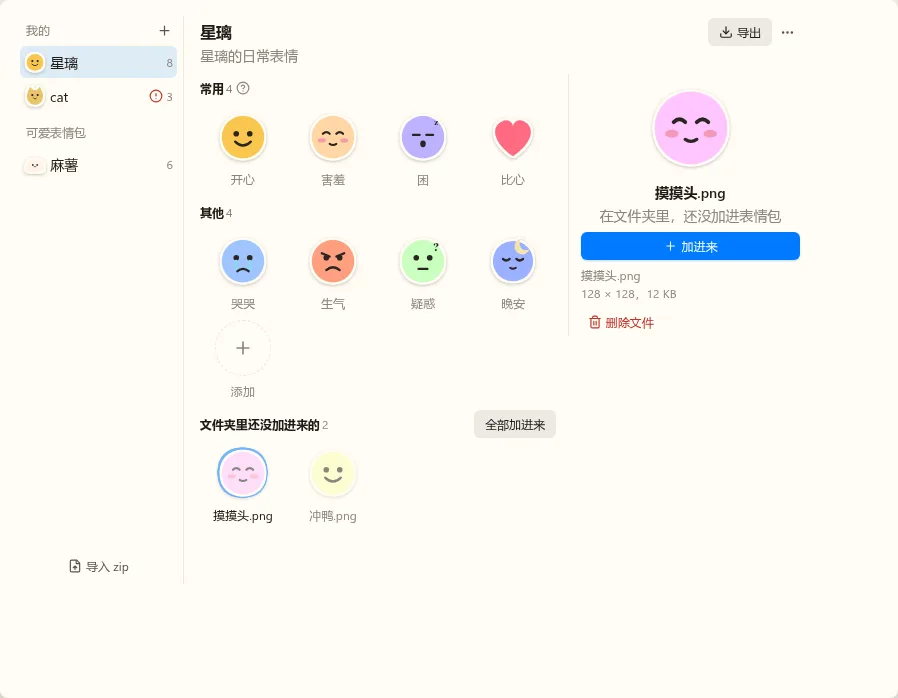 我的
星璃 8
cat 3
可爱表情包
麻薯 6
导入 zip
星璃
星璃的日常表情
导出
常用 4
开心 害羞 困 比心
其他 4
哭哭 生气 疑惑 晚安
添加
文件夹里还没加进来的 2
全部加进来
摸摸头.png 冲鸭.png
摸摸头.png
在文件夹里，还没加进表情包
加进来
摸摸头.png
128 × 128，12 KB
删除文件